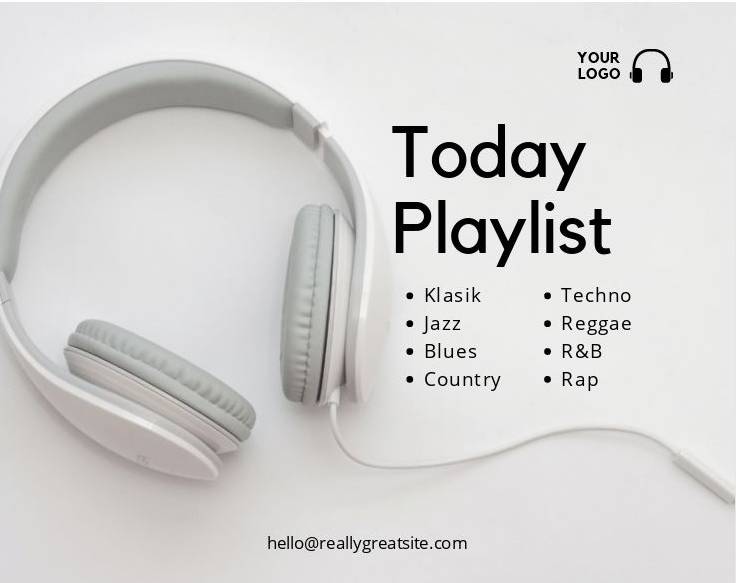 YOUR
LOGO
Today
Playlist
• Klasik
• Jazz
• Blues
• Country
• Techno
• Reggae
• R&B
• Rap
hello@reallygreatsite.com